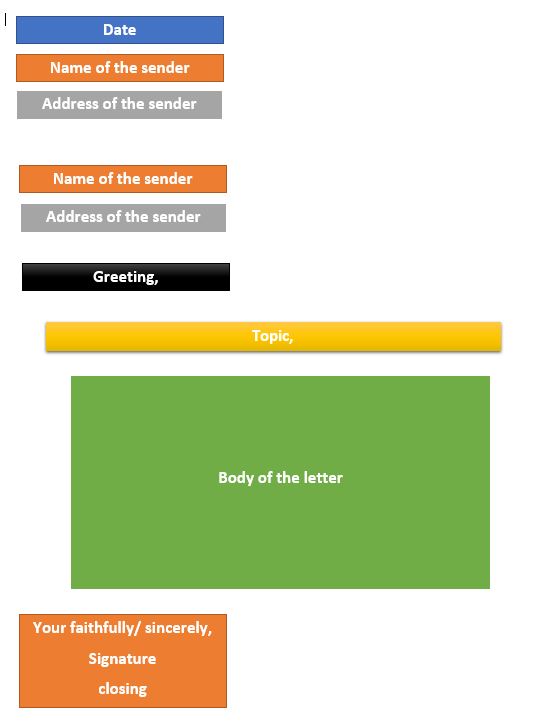 Date
Name of the sender
Address of the sender
Name of the sender
Address of the sender
Greeting,
Topic,
Body of the letter
Your faithfully/ sincerely,
Signature
closing